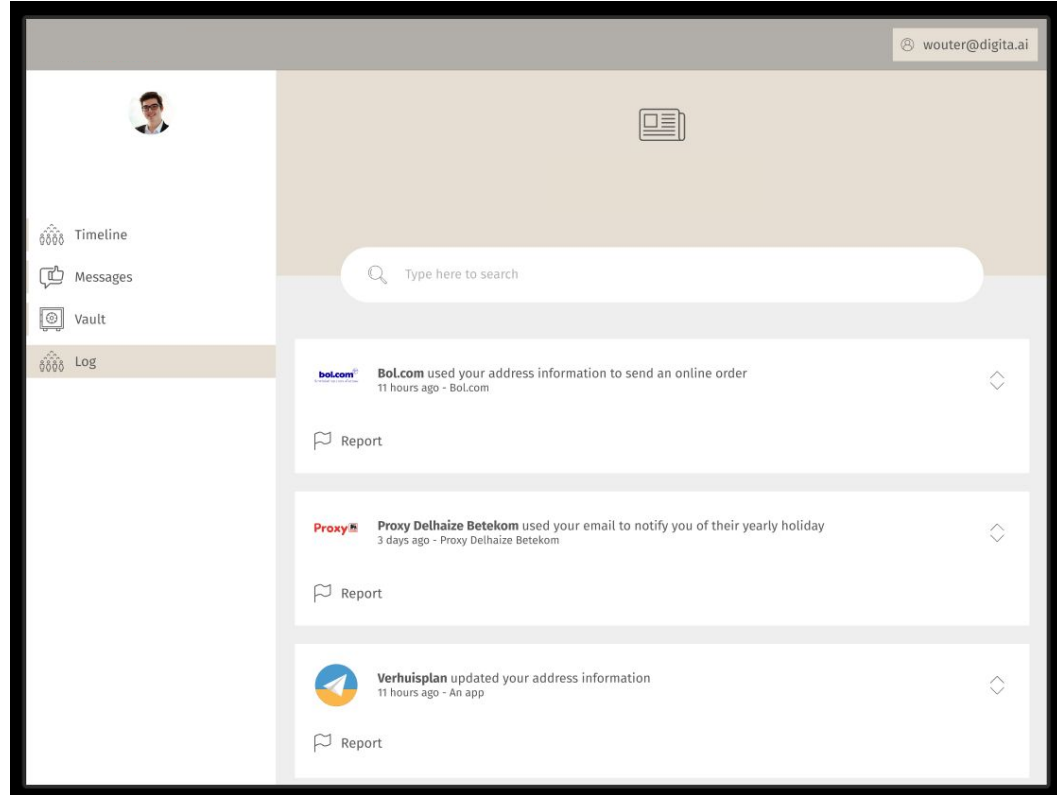 wouter@digita.ai
Timeline
Messages
Vault
Log
Type here to search
bol.com
Bol.com used your address information to send an online order
11 hours ago - Bol.com
Report
Proxy
Proxy Delhaize Betekom used your email to notify you of their yearly holiday
3 days ago - Proxy Delhaize Betekom
Report
Verhuisplan updated your address information
11 hours ago - An app
Report